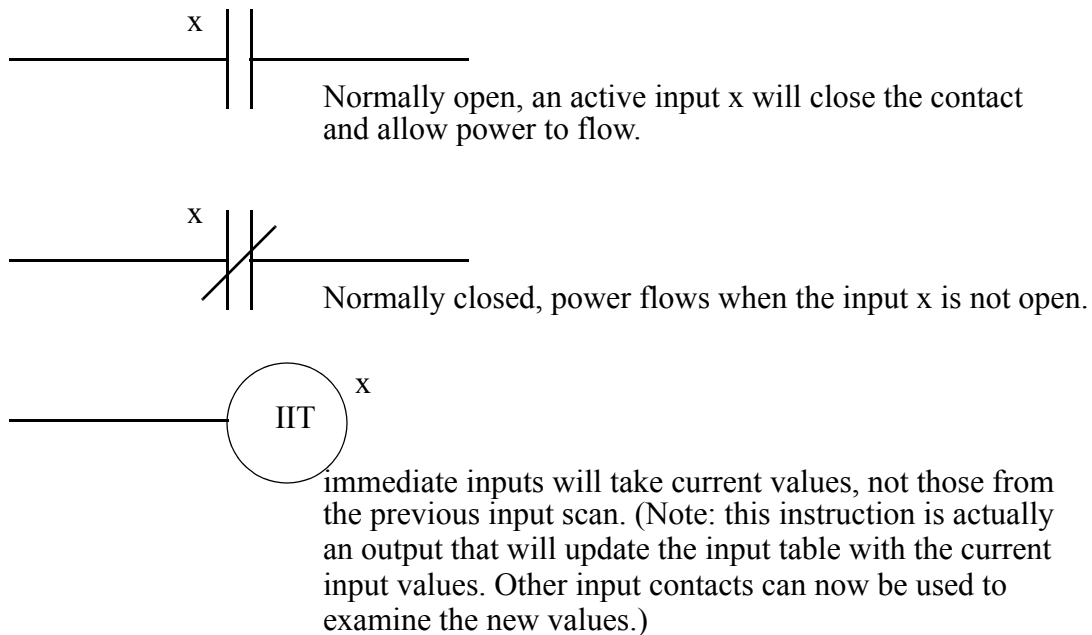 x
Normally open, an active input x will close the contact
and allow power to flow.
x
Normally closed, power flows when the input x is not open.
x
IIT
immediate inputs will take current values, not those from
the previous input scan. (Note: this instruction is actually
an output that will update the input table with the current
input values. Other input contacts can now be used to
examine the new values.)